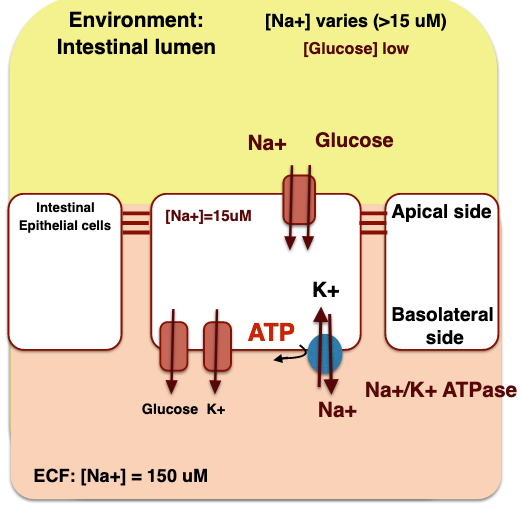 Environment:
Intestinal lumen
[Na+] varies (>15 uM)
[Glucose] low
Na+
Glucose
Intestinal
Epithelial cells
[Na+]=15uM
Apical side
K+
ATP
Basolateral
side
Glucose
K+
Na+
Na+/K+ ATPase
ECF: [Na+] = 150 uM